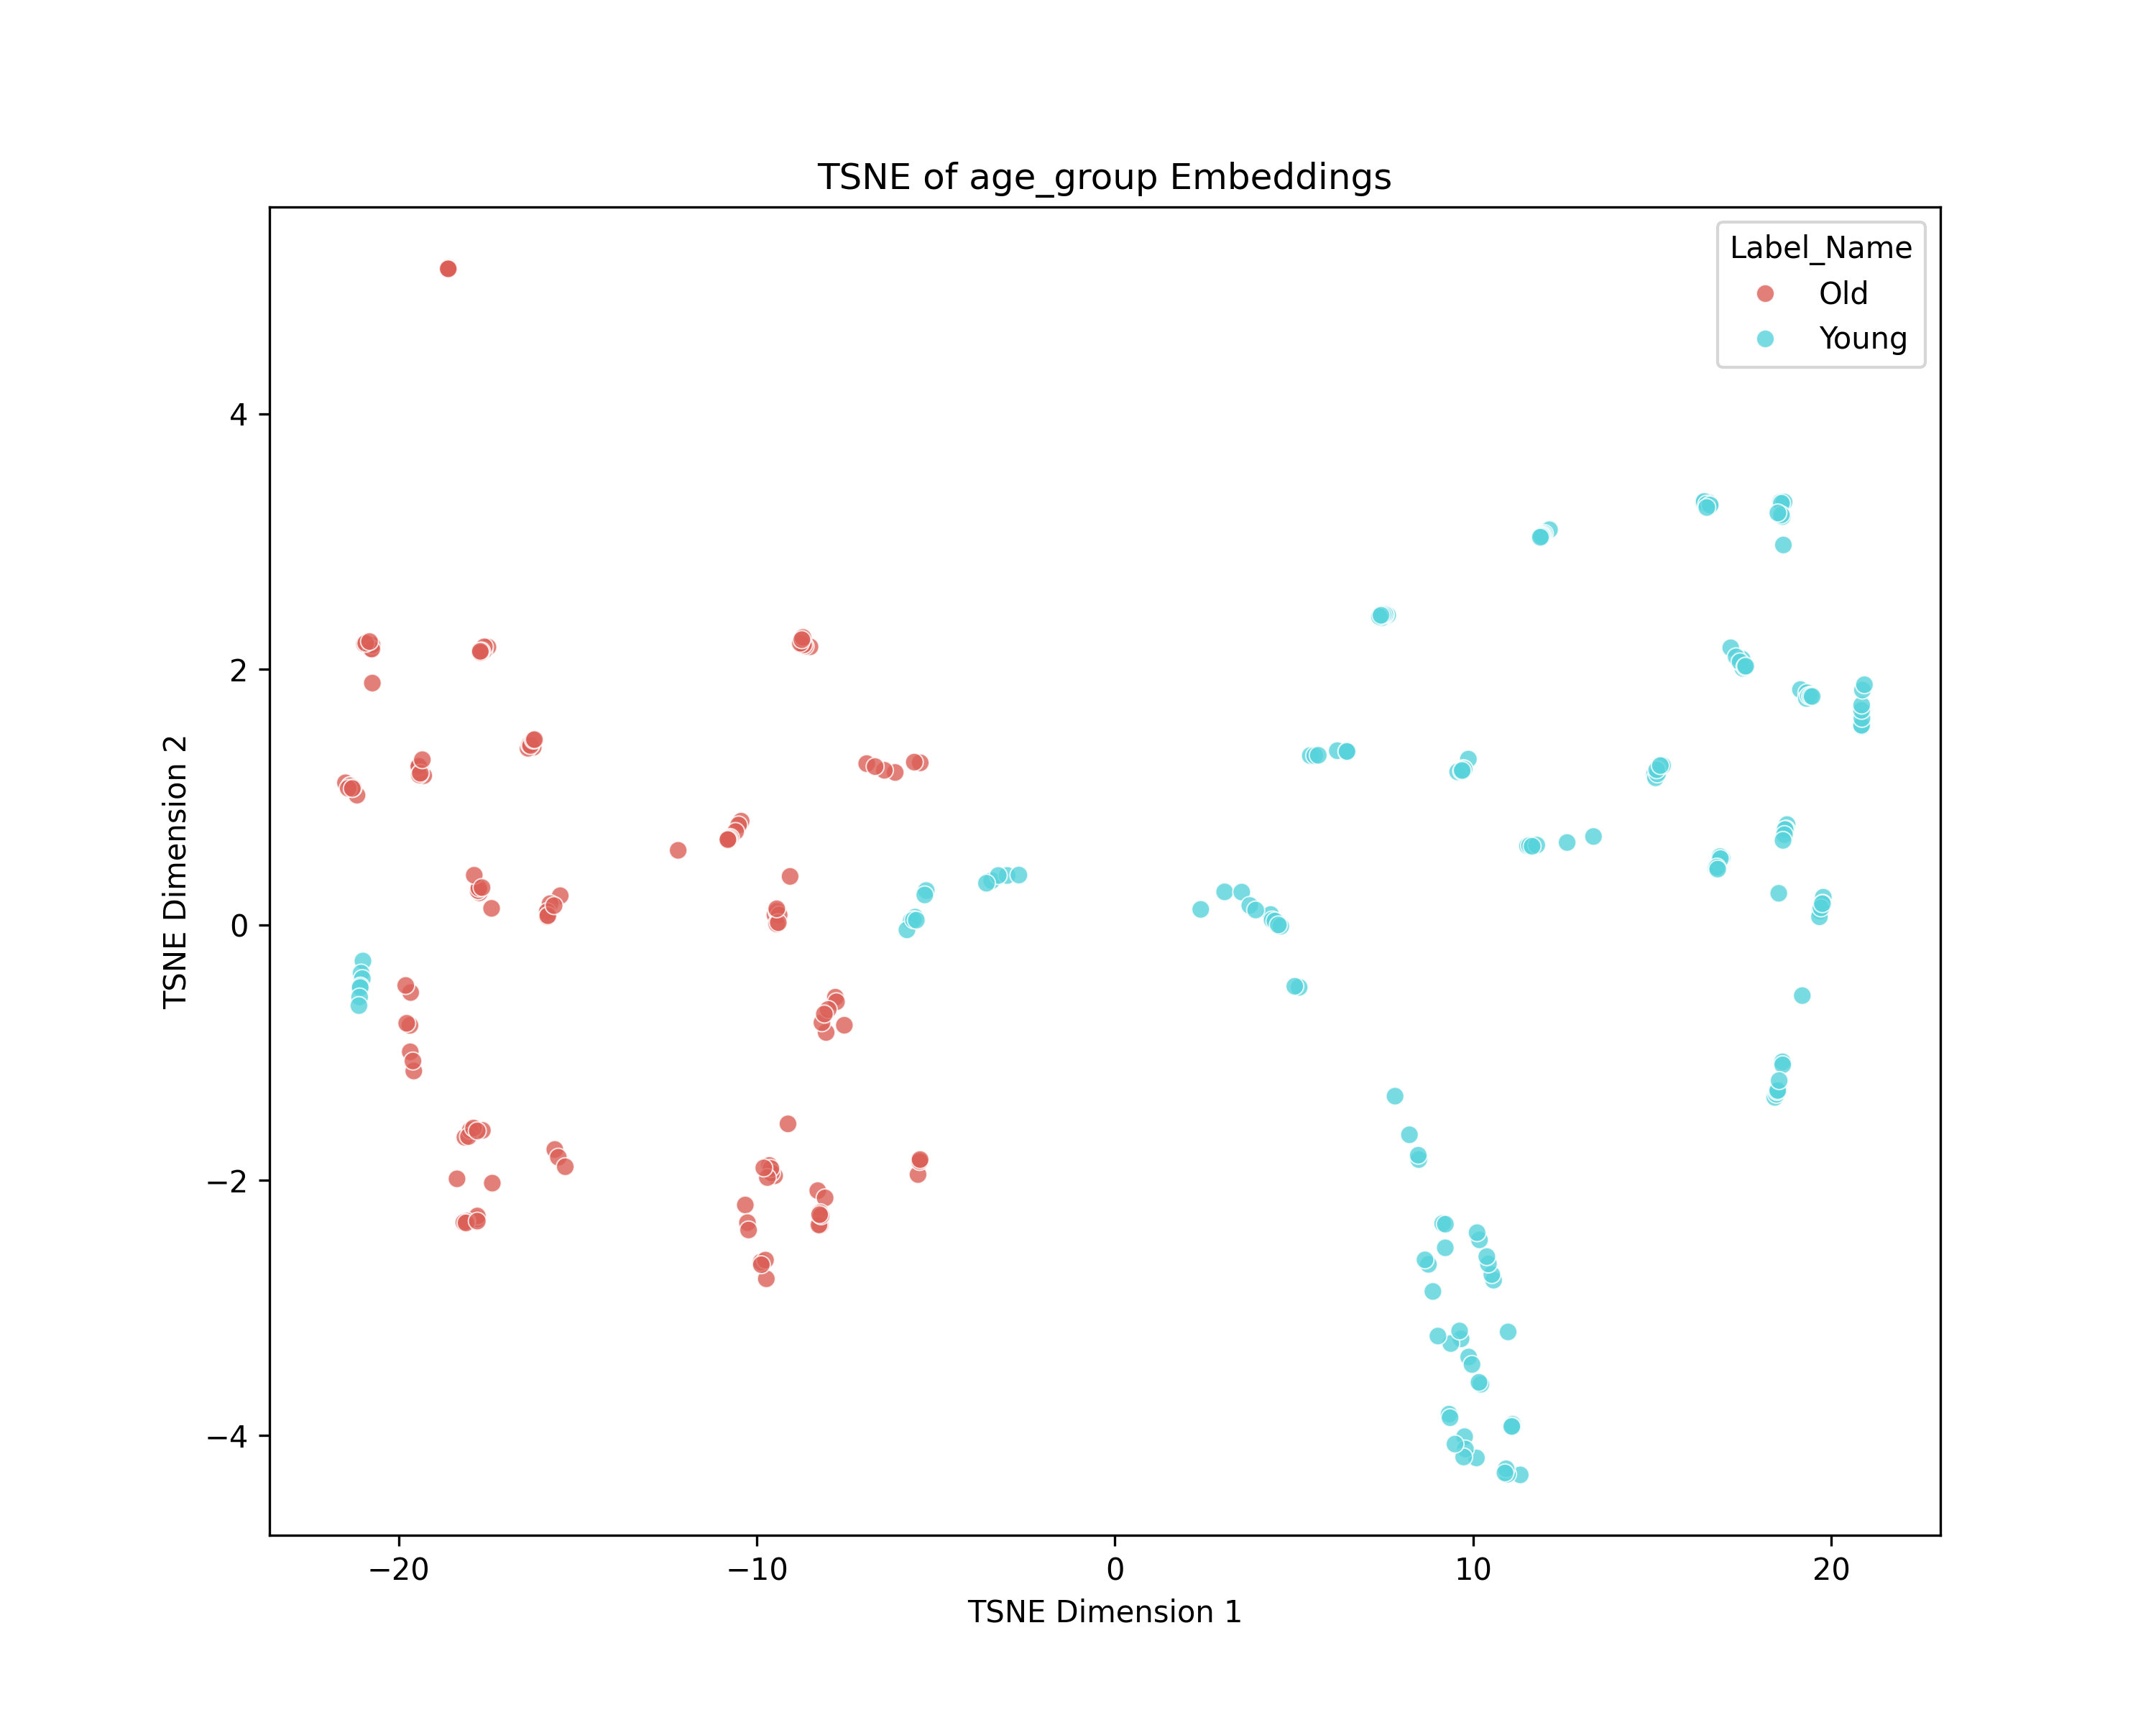 TSNE of age_group Embeddings
Label_Name
Old
Young
4
2
0
−2
−4
TSNE Dimension 2
−20
−10
0
10
20
TSNE Dimension 1